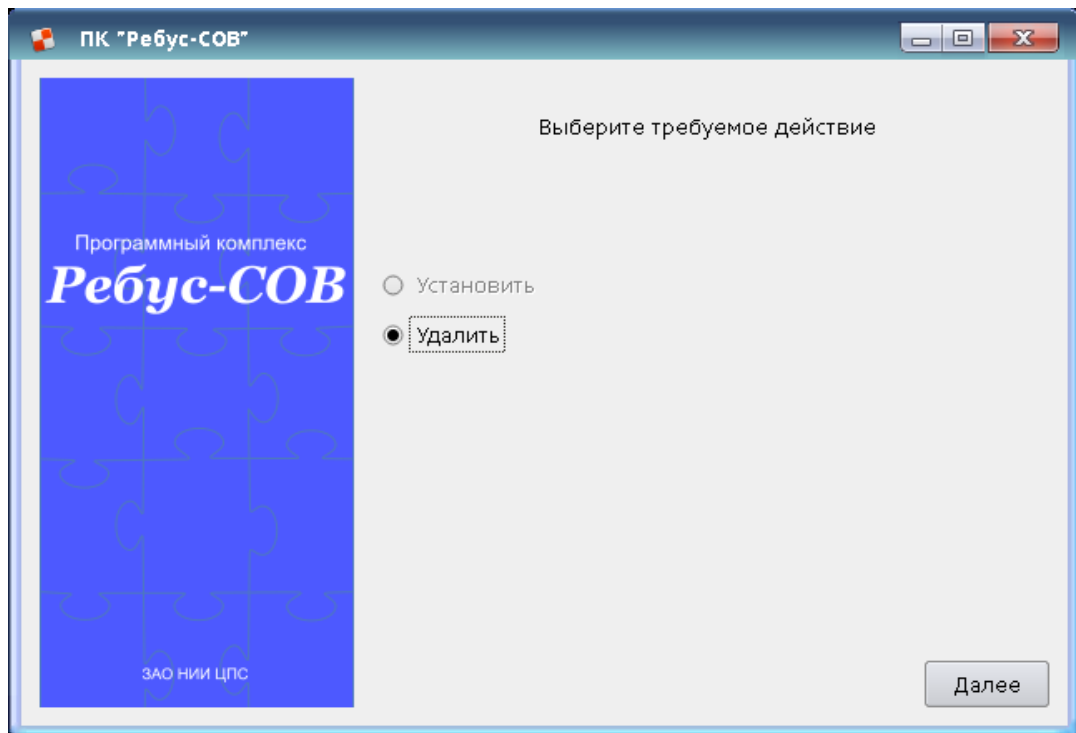 ПК "Ребус-СОВ"
Программный комплекс
Ребус-СОВ
ЗАО НИИ ЦПС
Выберите требуемое действие
Установить
Удалить
Далее